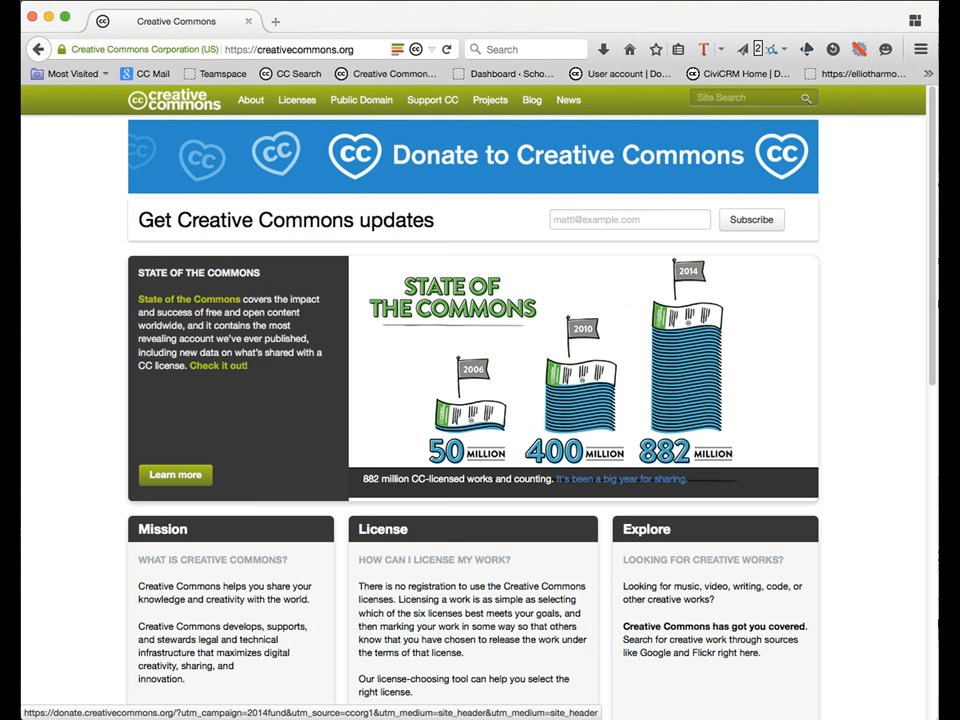 Creative Commons
Creative Commons Corporation (US) https://creativecommons.org Search
Most Visited CC Mail Teamspace CC Search Creative Common... Dashboard ‹ Scho... User account | Do... CiviCRM Home | D... https://elliotharmo...
creative commons About Licenses Public Domain Support CC Projects Blog News Site Search
Donate to Creative Commons
Get Creative Commons updates matt@example.com Subscribe
STATE OF THE COMMONS
State of the Commons covers the impact
and success of free and open content
worldwide, and it contains the most
revealing account we've ever published,
including new data on what's shared with a
CC license. Check it out!
Learn more
STATE OF
THE COMMONS
2006
2010
2014
50 MILLION 400 MILLION 882 MILLION
882 million CC-licensed works and counting. It's been a big year for sharing.
Mission
WHAT IS CREATIVE COMMONS?
Creative Commons helps you share your
knowledge and creativity with the world.
Creative Commons develops, supports,
and stewards legal and technical
infrastructure that maximizes digital
creativity, sharing, and
innovation.
License
HOW CAN I LICENSE MY WORK?
There is no registration to use the Creative Commons
licenses. Licensing a work is as simple as selecting
which of the six licenses best meets your goals, and
then marking your work in some way so that others
know that you have chosen to release the work under
the terms of that license.
Our license-choosing tool can help you select the
right license.
Explore
LOOKING FOR CREATIVE WORKS?
Looking for music, video, writing, code, or
other creative works?
Creative Commons has got you covered.
Search for creative work through sources
like Google and Flickr right here.
https://donate.creativecommons.org/?utm_campaign=2014fund&utm_source=ccorg1&utm_medium=site_header&utm_medium=site_header